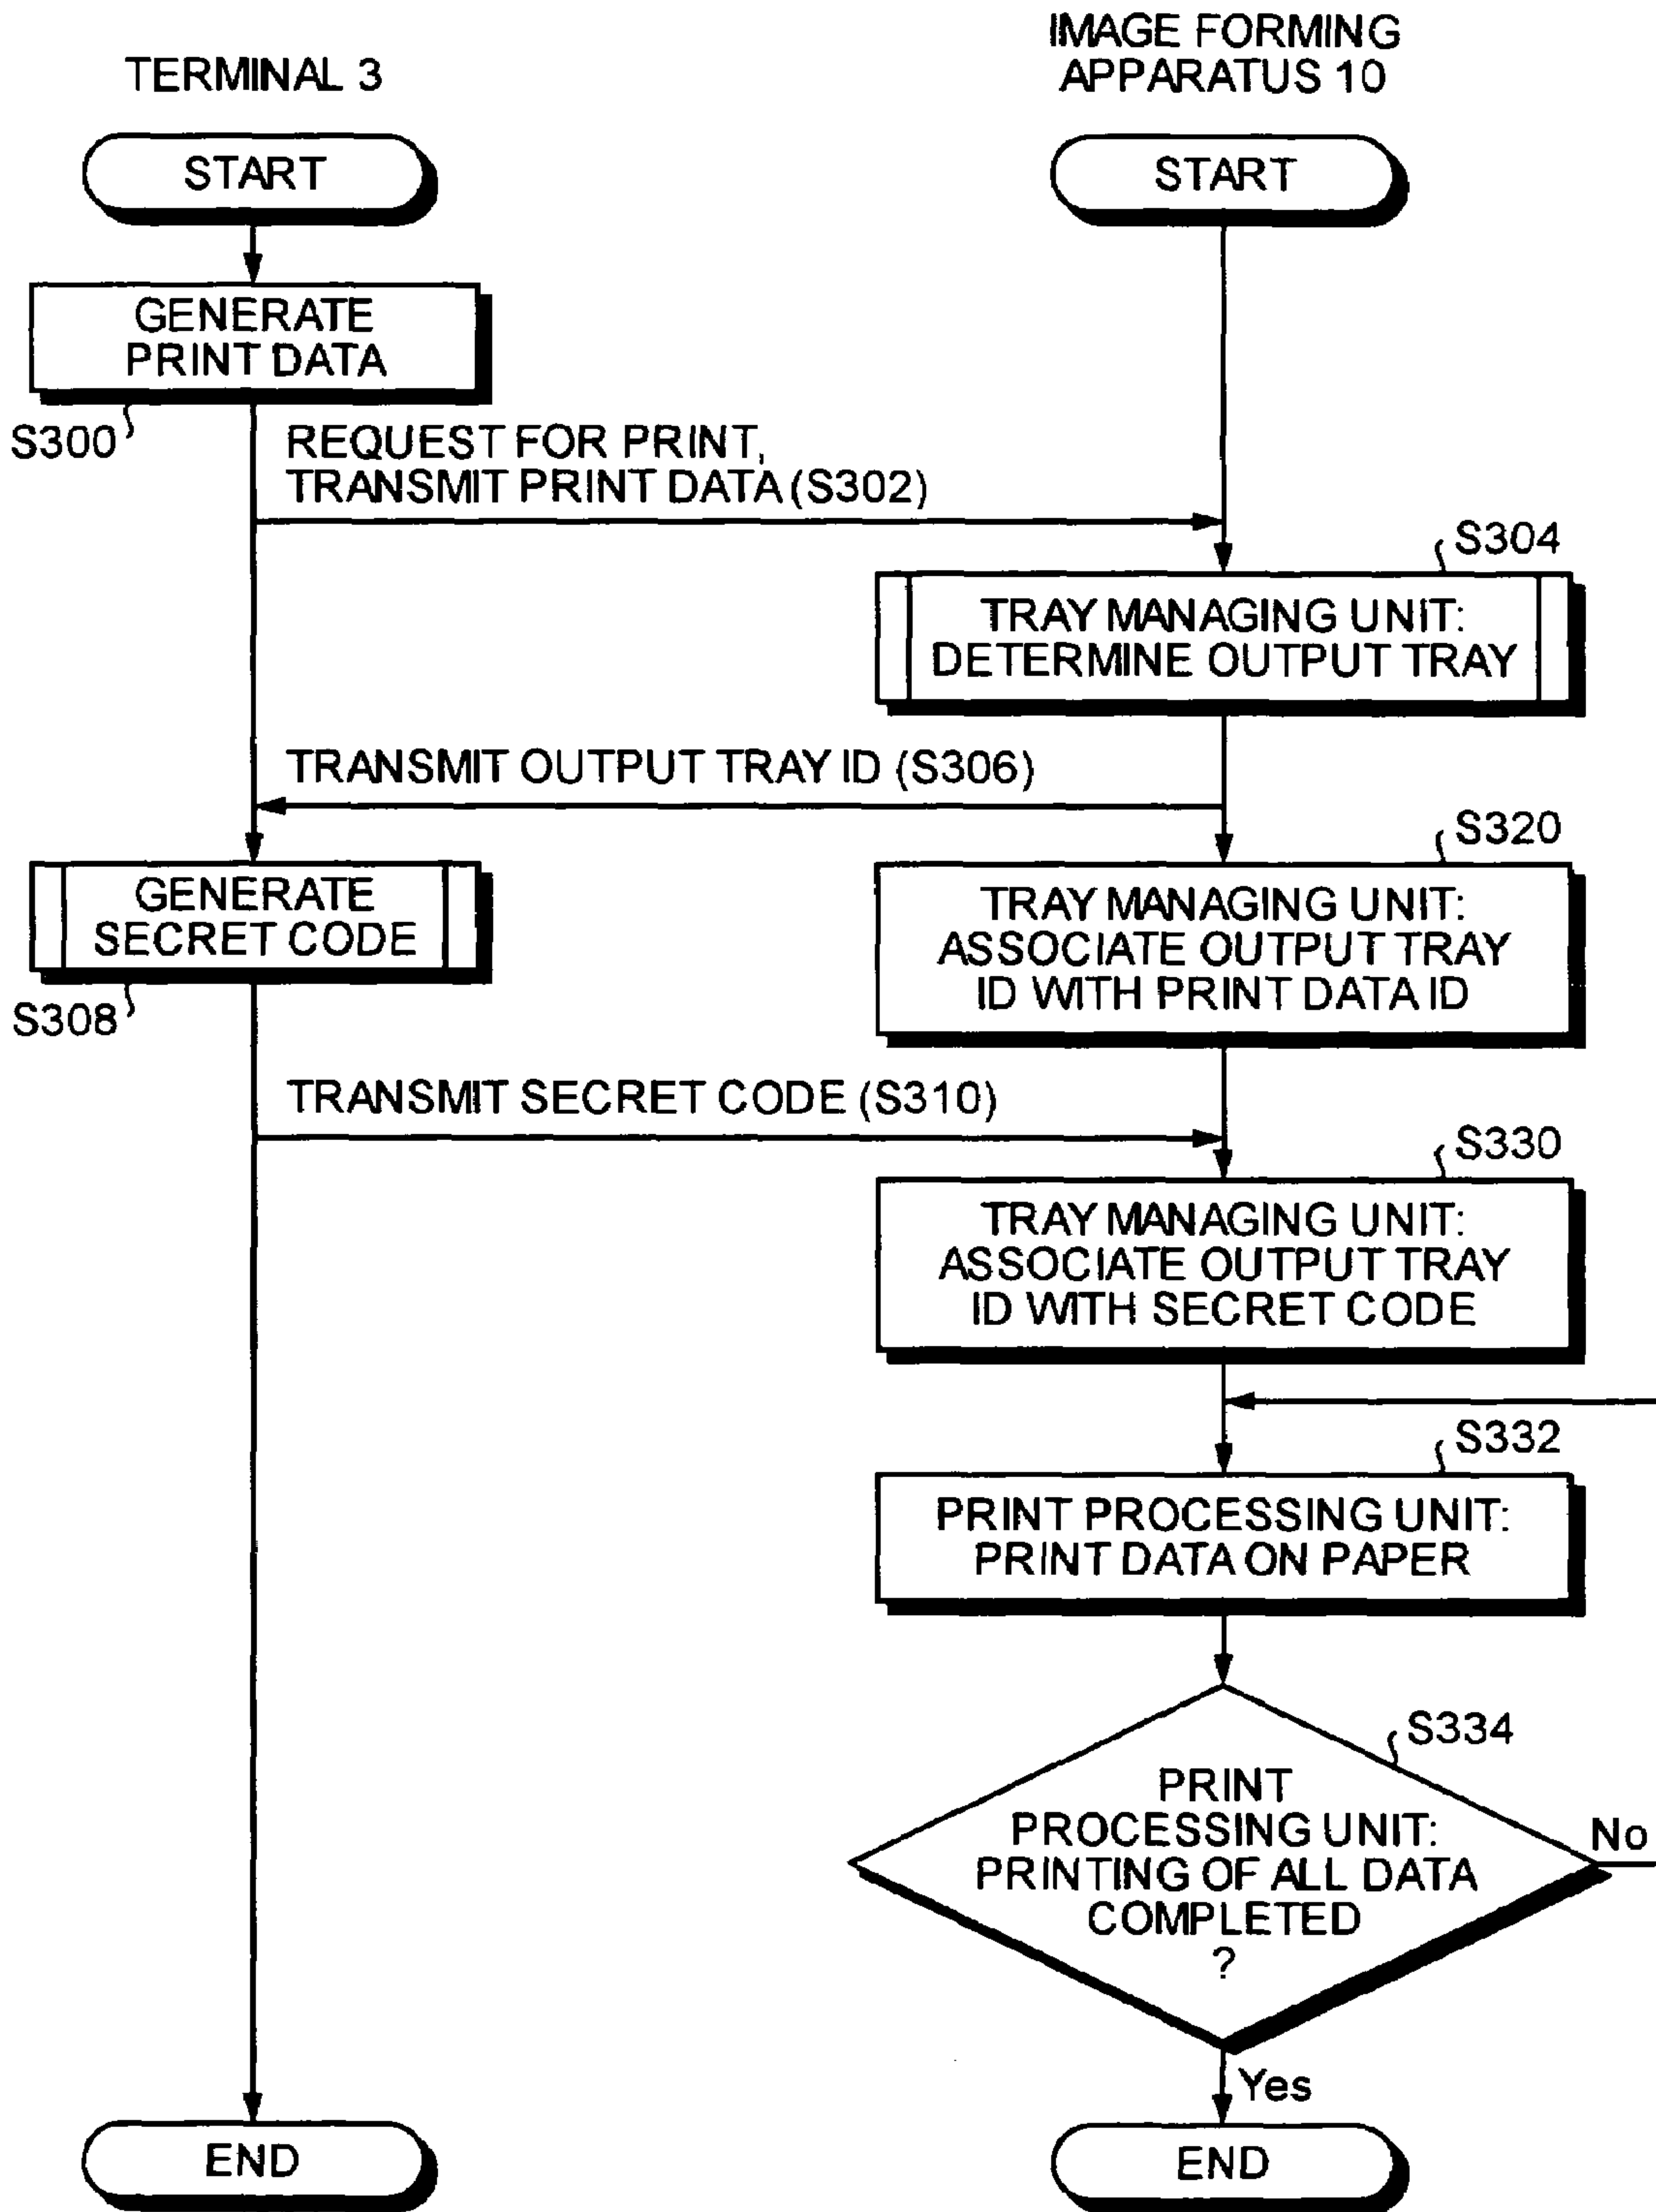 TERMINAL 3
IMAGE FORMING
APPARATUS 10
START
START
GENERATE
PRINT DATA
S300
REQUEST FOR PRINT,
TRANSMIT PRINT DATA (S302)
S304
TRAY MANAGING UNIT:
DETERMINE OUTPUT TRAY
TRANSMIT OUTPUT TRAY ID (S306)
S320
GENERATE
SECRET CODE
S308
TRAY MANAGING UNIT:
ASSOCIATE OUTPUT TRAY
ID WITH PRINT DATA ID
TRANSMIT SECRET CODE (S310)
S330
TRAY MANAGING UNIT:
ASSOCIATE OUTPUT TRAY
ID WITH SECRET CODE
S332
PRINT PROCESSING UNIT:
PRINT DATA ON PAPER
S334
PRINT
PROCESSING UNIT:
PRINTING OF ALL DATA
COMPLETED
?
No
Yes
END
END